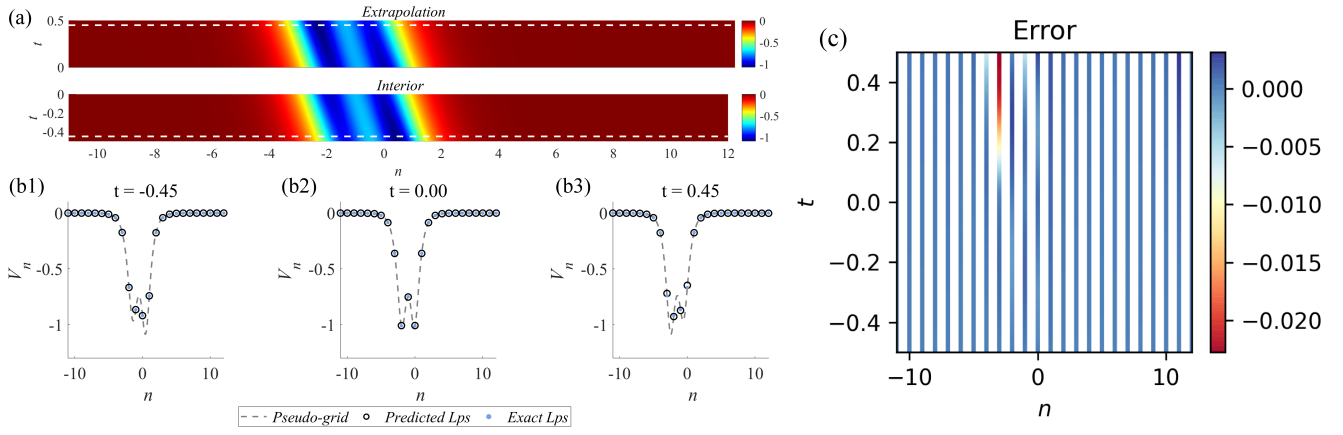 (a)
Extrapolation
0.5
t
0
0
-0.5
-1
Interior
0
-0.2
-0.4
t
0
-0.5
-1
-10 -8 -6 -4 -2 0 2 4 6 8 10 12
n
(b1)
t = -0.45
0
-0.5
-1
V_n
-10 0 10
n
(b2)
t = 0.00
0
-0.5
-1
V_n
-10 0 10
n
(b3)
t = 0.45
0
-0.5
-1
V_n
-10 0 10
n
Pseudo-grid Predicted Lps Exact Lps
(c)
Error
0.4
0.2
0.0
−0.2
−0.4
t
−10 0 10
n
0.000
−0.005
−0.010
−0.015
−0.020